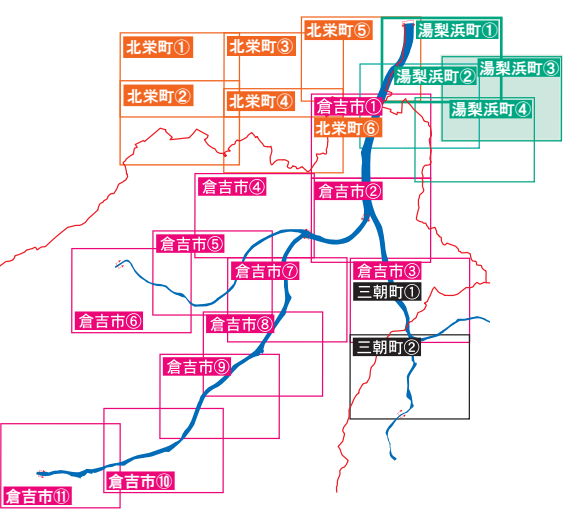 北栄町①
北栄町③
北栄町⑤
湯梨浜町①
湯梨浜町②
湯梨浜町③
北栄町②
北栄町④
倉吉市①
湯梨浜町④
北栄町⑥
倉吉市④
倉吉市②
倉吉市⑤
倉吉市⑦
倉吉市③
三朝町①
倉吉市⑥
倉吉市⑧
三朝町②
倉吉市⑨
倉吉市⑩
倉吉市⑪